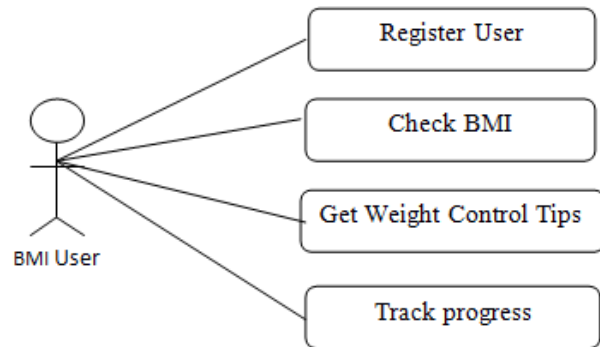 Register User
Check BMI
Get Weight Control Tips
BMI User
Track progress